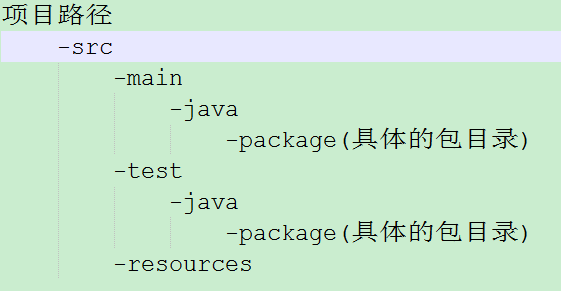 项目路径
-src
-main
-java
-package(具体的包目录)
-test
-java
-package(具体的包目录)
-resources